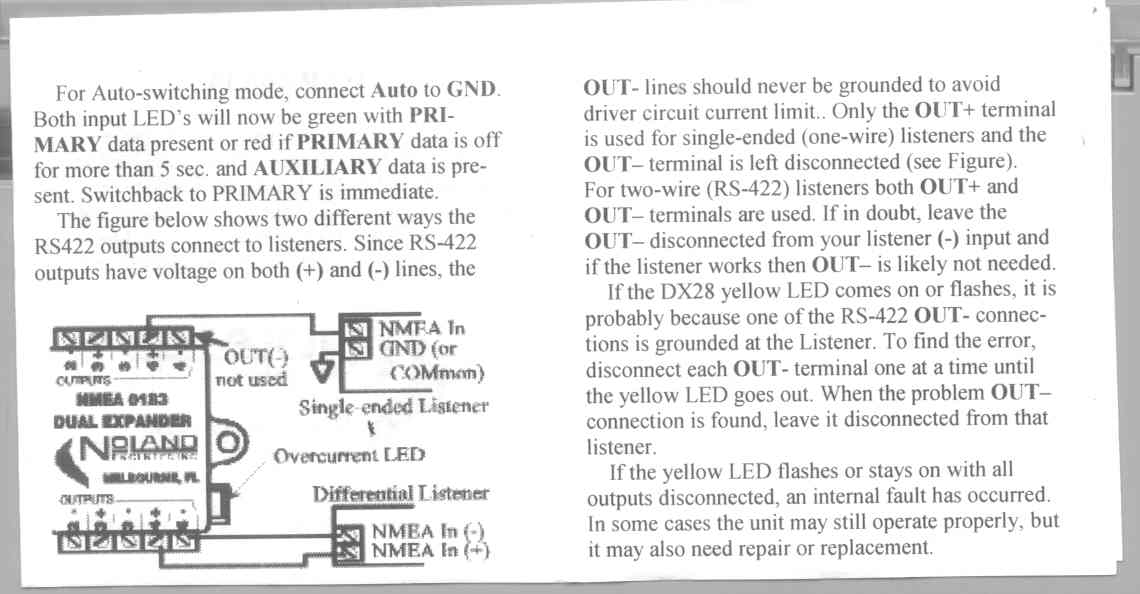 For Auto-switching mode, connect Auto to GND.
Both input LED's will now be green with PRI-
MARY data present or red if PRIMARY data is off
for more than 5 sec. and AUXILIARY data is pre-
sent. Switchback to PRIMARY is immediate.
The figure below shows two different ways the
RS422 outputs connect to listeners. Since RS-422
outputs have voltage on both (+) and (-) lines, the
NMEA In
GND (or
COMmon)
OUT(-)
not used
OUTPUTS
NMEA 0183
DUAL EXPANDER
NOLAND
ENGINEERING
MELBOURNE, FL
Single-ended Listener
Overcurrent LED
Differential Listener
OUTPUTS
NMEA In (-)
NMEA In (+)
OUT- lines should never be grounded to avoid
driver circuit current limit.. Only the OUT+ terminal
is used for single-ended (one-wire) listeners and the
OUT– terminal is left disconnected (see Figure).
For two-wire (RS-422) listeners both OUT+ and
OUT– terminals are used. If in doubt, leave the
OUT– disconnected from your listener (-) input and
if the listener works then OUT– is likely not needed.
If the DX28 yellow LED comes on or flashes, it is
probably because one of the RS-422 OUT- connec-
tions is grounded at the Listener. To find the error,
disconnect each OUT- terminal one at a time until
the yellow LED goes out. When the problem OUT–
connection is found, leave it disconnected from that
listener.
If the yellow LED flashes or stays on with all
outputs disconnected, an internal fault has occurred.
In some cases the unit may still operate properly, but
it may also need repair or replacement.